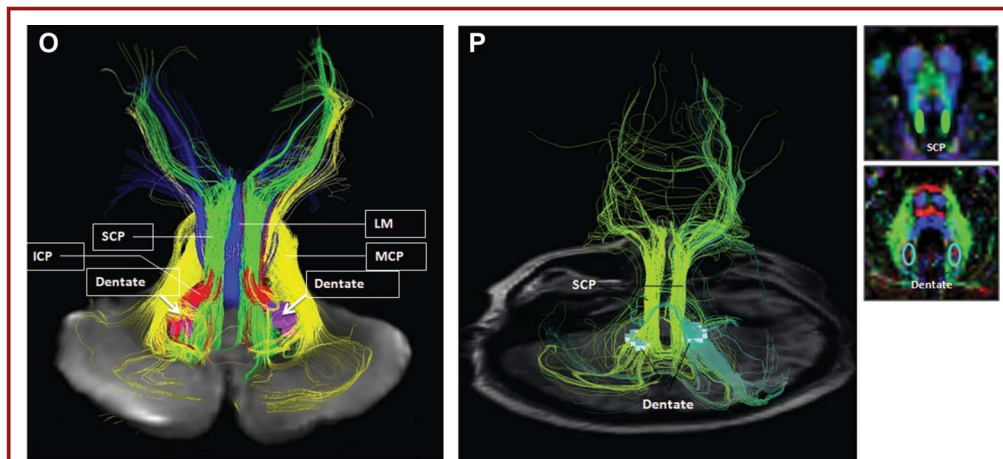 O
P
SCP
LM
ICP
MCP
Dentate
Dentate
SCP
Dentate
SCP
Dentate